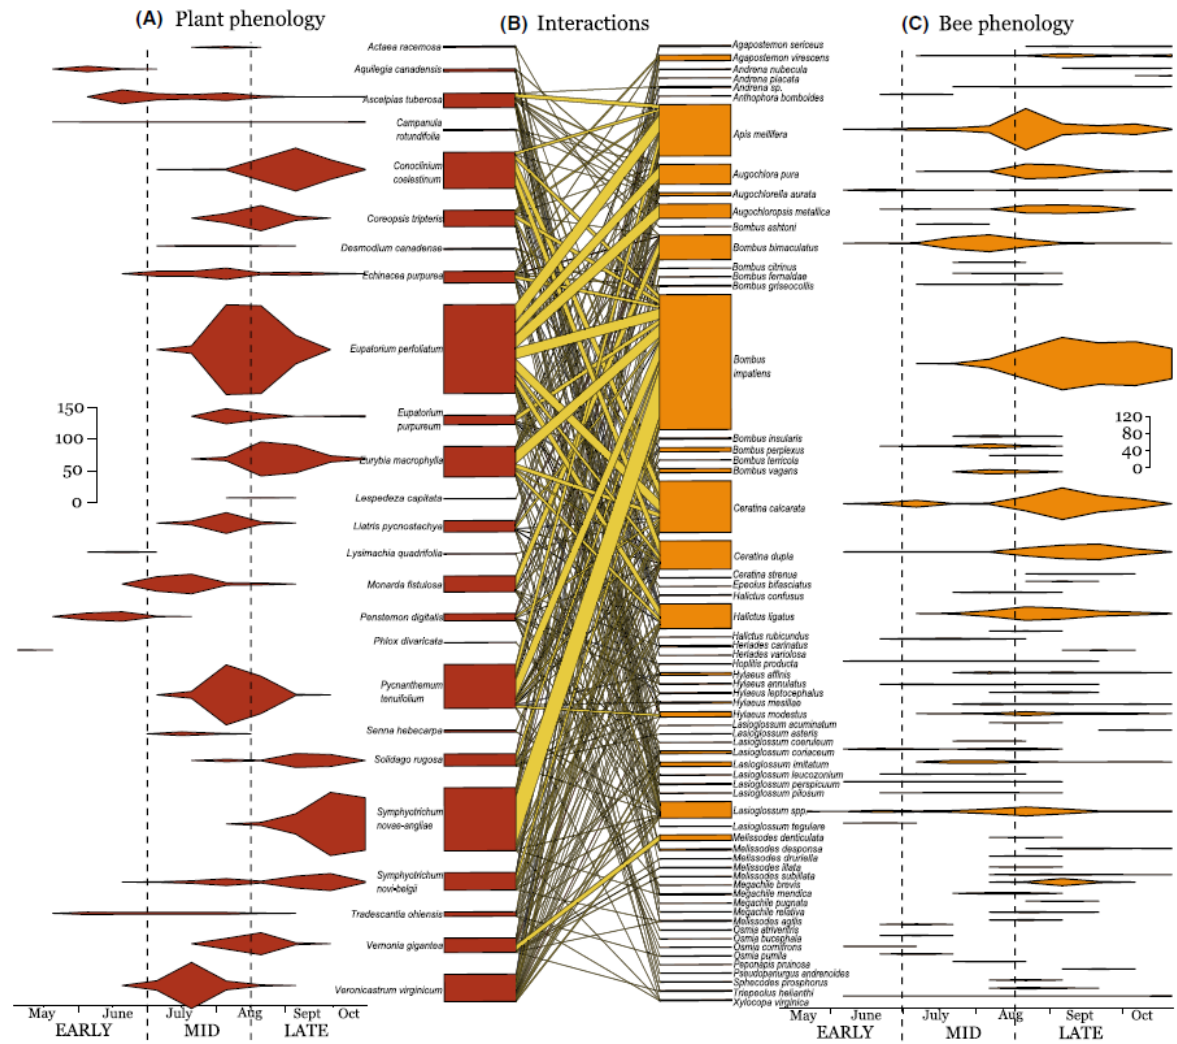 (A) Plant phenology
(B) Interactions
(C) Bee phenology
Actaea racemosa
Aquilegia canadensis
Asclepias tuberosa
Campanula
rotundifolia
Conoclinium
coelestinum
Coreopsis tripteris
Desmodium canadense
Echinacea purpurea
Eupatorium perfoliatum
Eupatorium
purpureum
Eurybia macrophylla
Lespedeza capitata
Liatris pycnostachya
Lysimachia quadrifolia
Monarda fistulosa
Penstemon digitalis
Phlox divaricata
Pycnanthemum
tenuifolium
Senna hebecarpa
Solidago rugosa
Symphyotrichum
novae-angliae
Symphyotrichum
novi-belgii
Tradescantia ohiensis
Vernonia gigantea
Veronicastrum virginicum
150
100
50
0
May June July Aug Sept Oct
EARLY MID LATE
Agapostemon sericeus
Agapostemon virescens
Andrena nubecula
Andrena placata
Andrena sp.
Anthophora bomboides
Apis mellifera
Augochlora pura
Augochlorella aurata
Augochloropsis metallica
Bombus ashtoni
Bombus bimaculatus
Bombus citrinus
Bombus fernaldae
Bombus griseocollis
Bombus
impatiens
Bombus insularis
Bombus perplexus
Bombus terricola
Bombus vagans
Ceratina calcarata
Ceratina dupla
Ceratina strenua
Epeolus bifasciatus
Halictus confusus
Halictus ligatus
Halictus rubicundus
Heriades carinatus
Heriades variolosa
Hoplitis producta
Hylaeus affinis
Hylaeus annulatus
Hylaeus leptocephalus
Hylaeus mesillae
Hylaeus modestus
Lasioglossum acuminatum
Lasioglossum asteris
Lasioglossum coeruleum
Lasioglossum coriaceum
Lasioglossum imitatum
Lasioglossum leucozonium
Lasioglossum perspicuum
Lasioglossum pilosum
Lasioglossum spp.
Lasioglossum tegulare
Melissodes denticulata
Melissodes desponsa
Melissodes druriella
Melissodes illata
Melissodes subillata
Megachile brevis
Megachile mendica
Megachile pugnata
Megachile relativa
Melissodes agilis
Osmia atriventris
Osmia bucephala
Osmia cornifrons
Osmia pumila
Peponapis pruinosa
Pseudopanurgus andrenoides
Sphecodes prosphorus
Triepeolus helianthi
Xylocopa virginica
120
80
40
0
May June July Aug Sept Oct
EARLY MID LATE